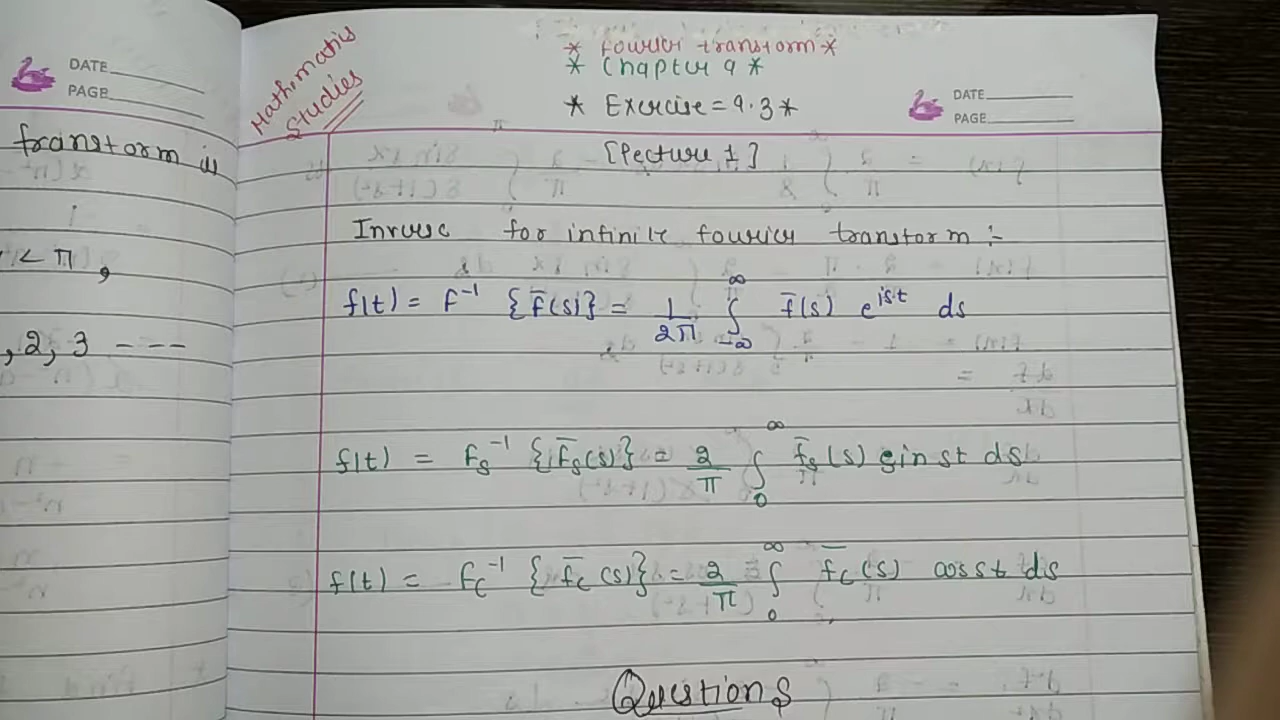 DATE
PAGE
transform is
< π,
, 2, 3 ---
Mathematics
Studies
* Fourier transform *
* Chapter 9 *
* Exercise = 9.3 *
DATE
PAGE
[Lecture 1]
Inverse for infinite fourier transform :-
f(t) = F⁻¹ {f̄(s)} = 1/2π ∫_{-∞}^{∞} f̄(s) e^{ist} ds
f(t) = Fs⁻¹ {f̄s(s)} = 2/π ∫_0^∞ f̄s(s) sin st ds
f(t) = fc⁻¹ {f̄c(s)} = 2/π ∫_0^∞ f̄c(s) cos st ds
Questions